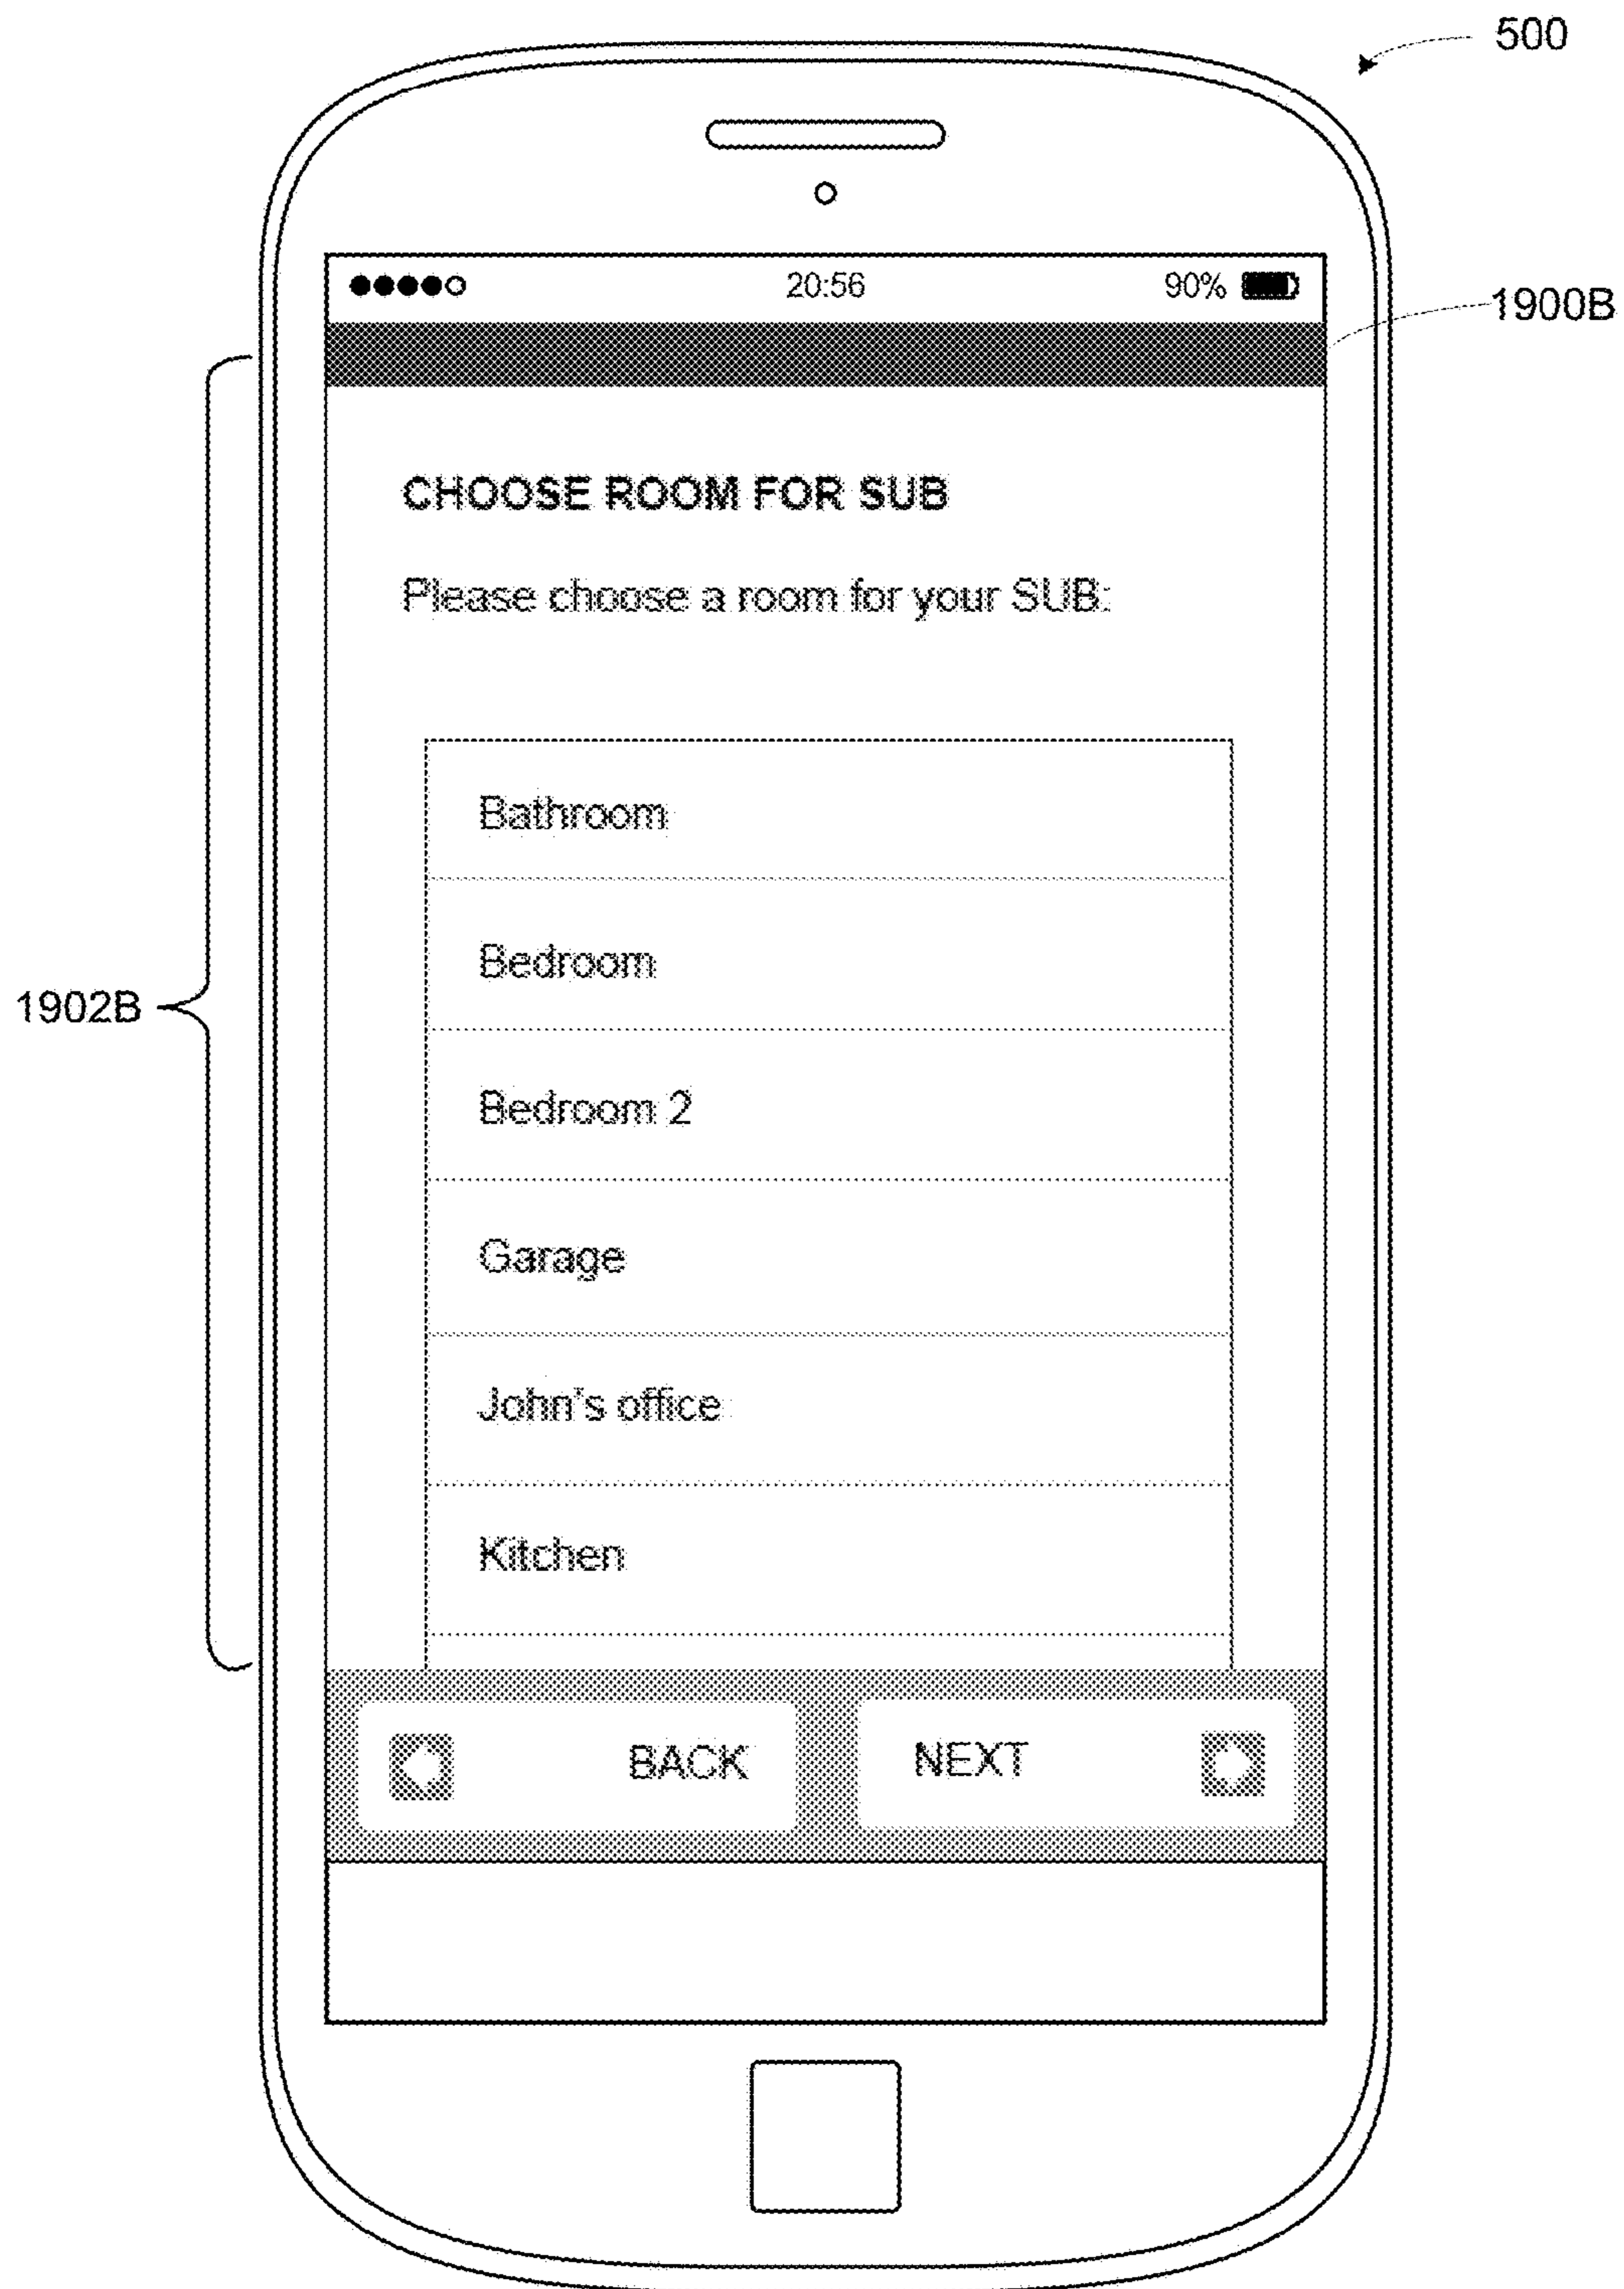 500
20:56
90%
1900B
CHOOSE ROOM FOR SUB
Please choose a room for your SUB:
Bathroom
Bedroom
1902B
Bedroom 2
Garage
John's office
Kitchen
BACK
NEXT